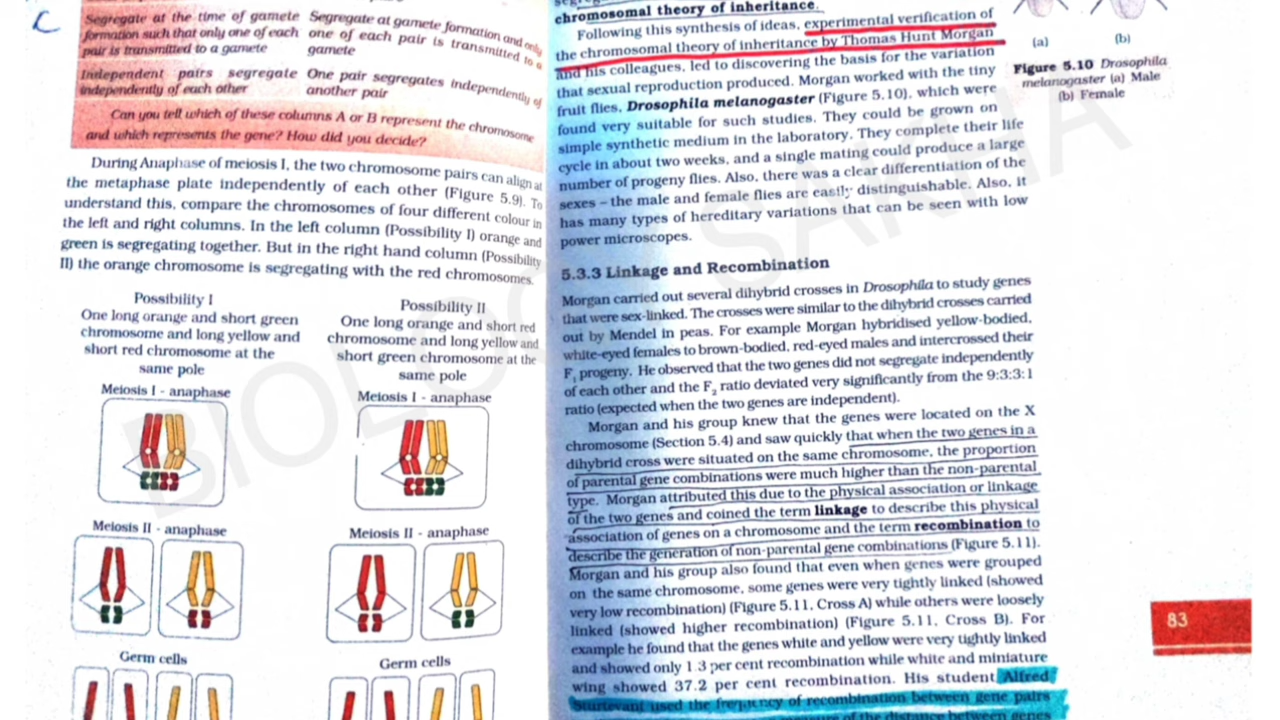 Segregate at the time of gamete
formation such that only one of each
pair is transmitted to a gamete
Segregate at gamete formation and only
one of each pair is transmitted to a
gamete
Independent pairs segregate
independently of each other
One pair segregates independently of
another pair
Can you tell which of these columns A or B represent the chromosome
and which represents the gene? How did you decide?
During Anaphase of meiosis I, the two chromosome pairs can align at
the metaphase plate independently of each other (Figure 5.9). To
understand this, compare the chromosomes of four different colour in
the left and right columns. In the left column (Possibility I) orange and
green is segregating together. But in the right hand column (Possibility
II) the orange chromosome is segregating with the red chromosomes.
Possibility I
One long orange and short green
chromosome and long yellow and
short red chromosome at the
same pole
Meiosis I - anaphase
Meiosis II - anaphase
Germ cells
Possibility II
One long orange and short red
chromosome and long yellow and
short green chromosome at the
same pole
Meiosis I - anaphase
Meiosis II - anaphase
Germ cells
chromosomal theory of inheritance.
Following this synthesis of ideas, experimental verification of
the chromosomal theory of inheritance by Thomas Hunt Morgan
and his colleagues, led to discovering the basis for the variation
that sexual reproduction produced. Morgan worked with the tiny
fruit flies, Drosophila melanogaster (Figure 5.10), which were
found very suitable for such studies. They could be grown on
simple synthetic medium in the laboratory. They complete their life
cycle in about two weeks, and a single mating could produce a large
number of progeny flies. Also, there was a clear differentiation of the
sexes – the male and female flies are easily distinguishable. Also, it
has many types of hereditary variations that can be seen with low
power microscopes.
5.3.3 Linkage and Recombination
Morgan carried out several dihybrid crosses in Drosophila to study genes
that were sex-linked. The crosses were similar to the dihybrid crosses carried
out by Mendel in peas. For example Morgan hybridised yellow-bodied,
white-eyed females to brown-bodied, red-eyed males and intercrossed their
F₁ progeny. He observed that the two genes did not segregate independently
of each other and the F₂ ratio deviated very significantly from the 9:3:3:1
ratio (expected when the two genes are independent).
Morgan and his group knew that the genes were located on the X
chromosome (Section 5.4) and saw quickly that when the two genes in a
dihybrid cross were situated on the same chromosome, the proportion
of parental gene combinations were much higher than the non-parental
type. Morgan attributed this due to the physical association or linkage
of the two genes and coined the term linkage to describe this physical
association of genes on a chromosome and the term recombination to
describe the generation of non-parental gene combinations (Figure 5.11).
Morgan and his group also found that even when genes were grouped
on the same chromosome, some genes were very tightly linked (showed
very low recombination) (Figure 5.11, Cross A) while others were loosely
linked (showed higher recombination) (Figure 5.11, Cross B). For
example he found that the genes white and yellow were very tightly linked
and showed only 1.3 per cent recombination while white and miniature
wing showed 37.2 per cent recombination. His student Alfred
Sturtevant used the frequency of recombination between gene pairs
of the distance between genes
(a)
(b)
Figure 5.10 Drosophila
melanogaster (a) Male
(b) Female
83